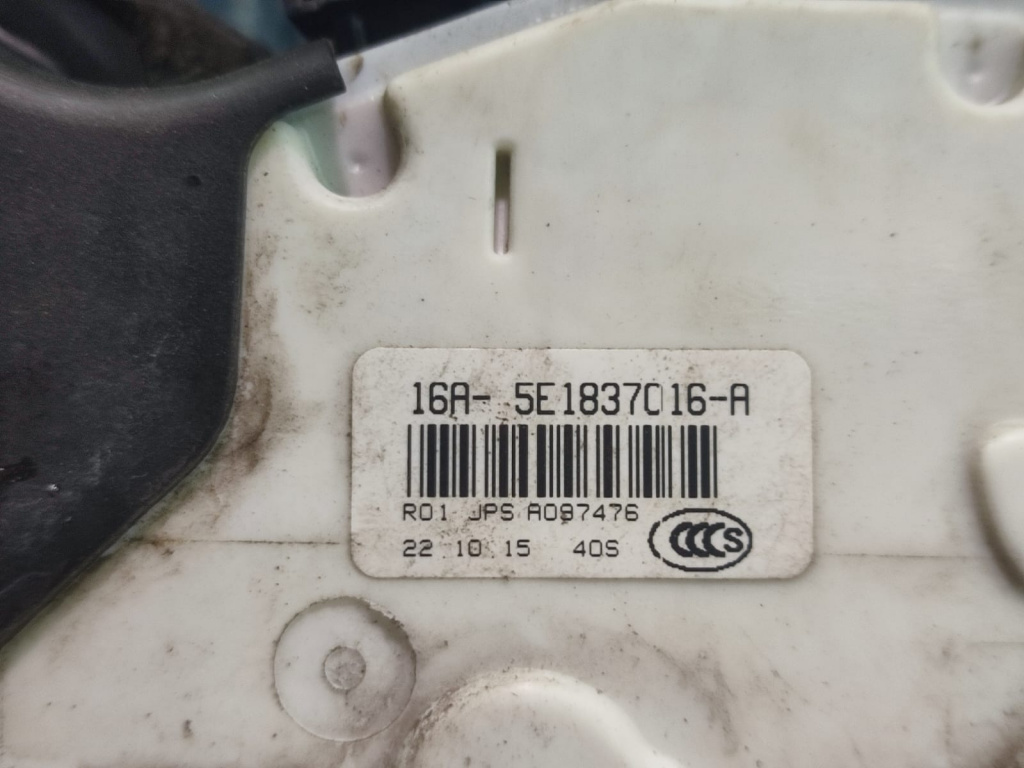 16A- 5E1837016-A
R01 JPS A087476
22 10 15 40S
CCCS